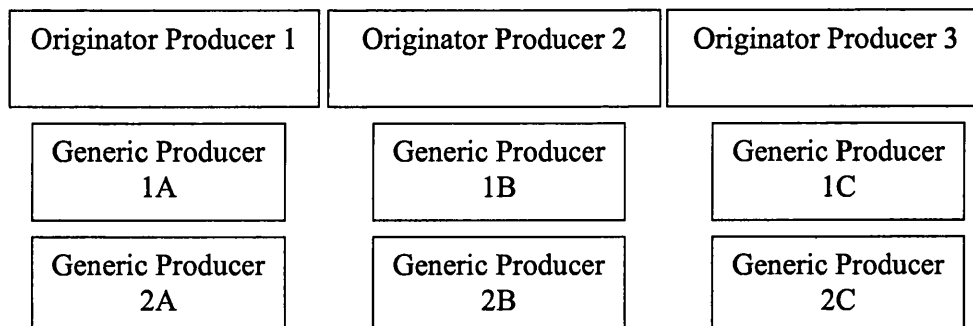 Originator Producer 1
Originator Producer 2
Originator Producer 3
Generic Producer
1A
Generic Producer
1B
Generic Producer
1C
Generic Producer
2A
Generic Producer
2B
Generic Producer
2C